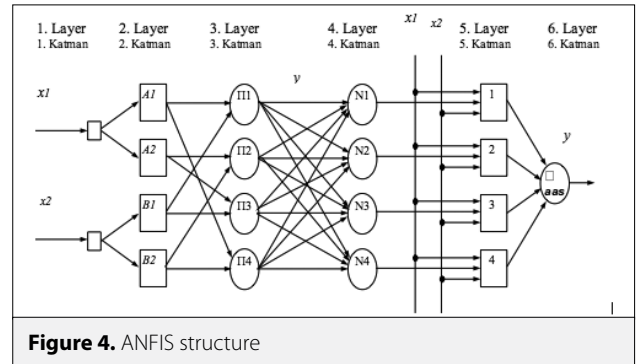 x1 x2
1. Layer 2. Layer 3. Layer 4. Layer 5. Layer 6. Layer
1. Katman 2. Katman 3. Katman 4. Katman 5. Katman 6. Katman
x1
y
A1 Π1 N1 1
y
A2 Π2 N2 2
aas
x2
B1 Π3 N3 3
B2 Π4 N4 4
Figure 4. ANFIS structure